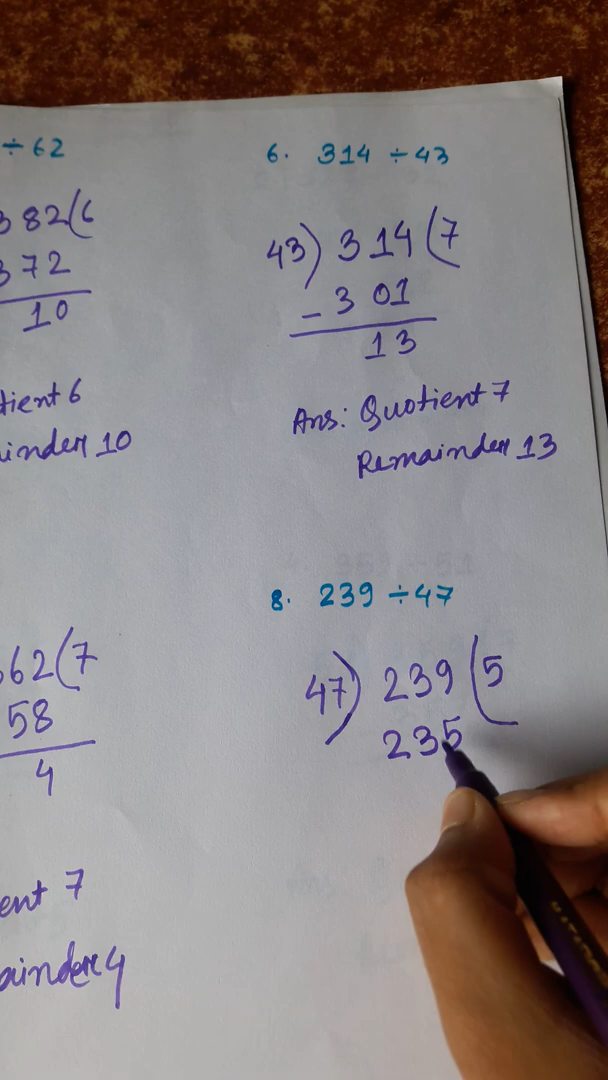 ÷ 62
382(6
372
10
tient 6
ainder 10
6. 314 ÷ 43
43) 314 (7
- 301
13
Ans: Quotient 7
Remainder 13
62(7
58
4
ent 7
ainder 4
8. 239 ÷ 47
47) 239 (5
235